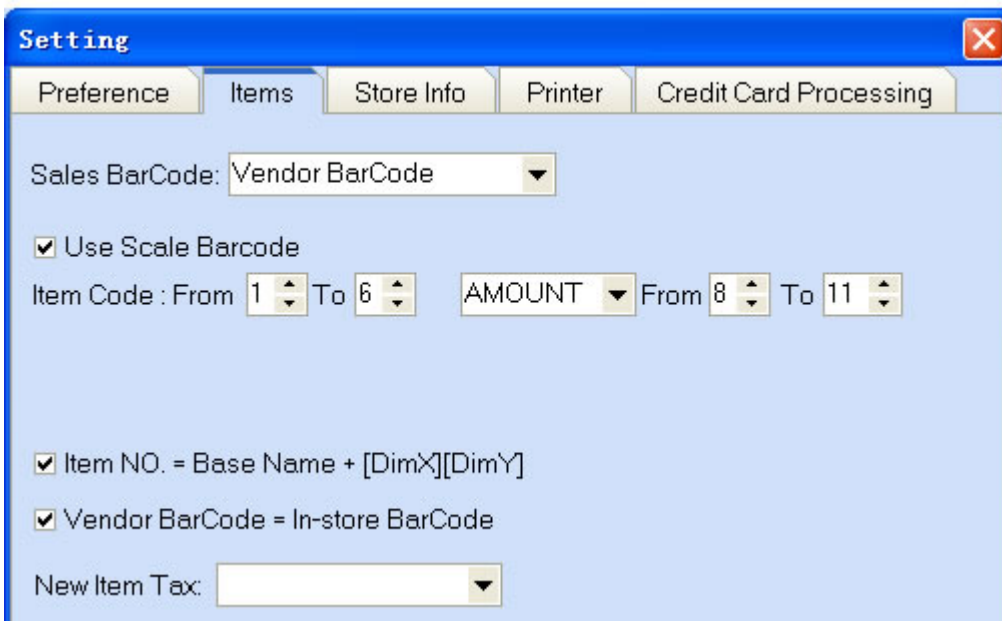 Setting
Preference Items Store Info Printer Credit Card Processing
Sales BarCode: Vendor BarCode
Use Scale Barcode
Item Code : From 1 To 6 AMOUNT From 8 To 11
Item NO. = Base Name + [DimX][DimY]
Vendor BarCode = In-store BarCode
New Item Tax: